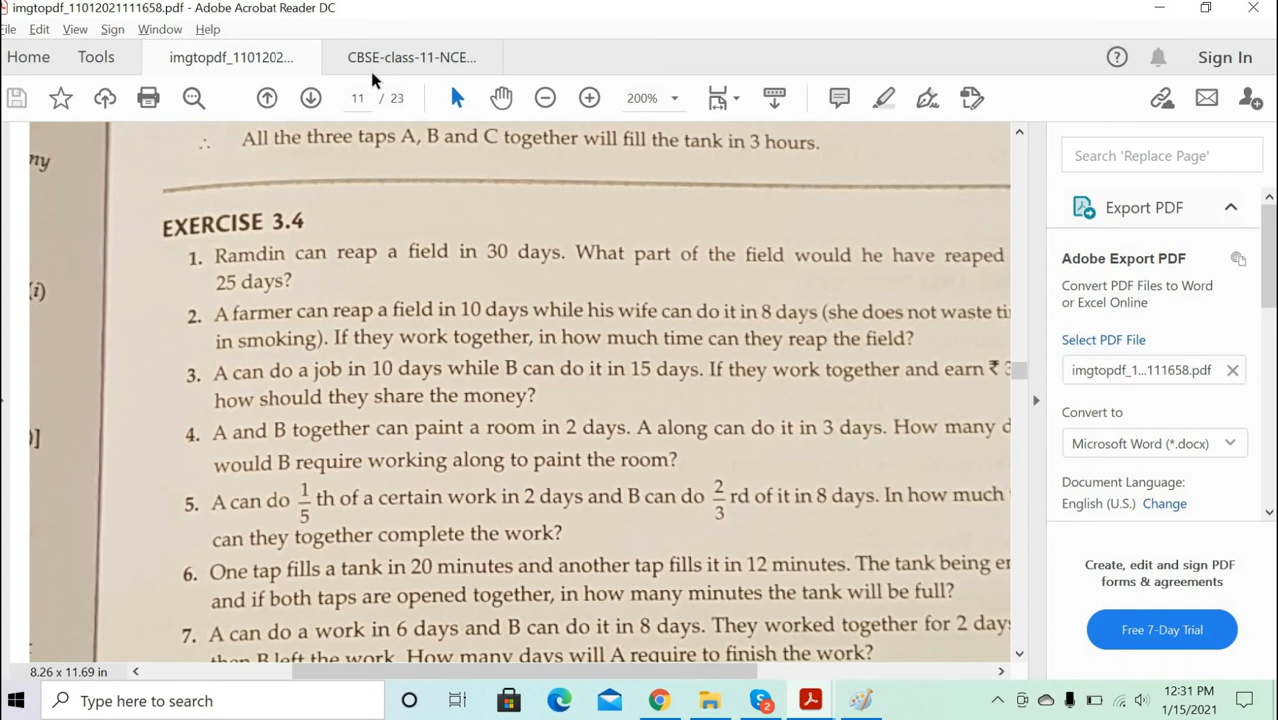 imgtopdf_11012021111658.pdf - Adobe Acrobat Reader DC
File Edit View Sign Window Help
Home Tools imgtopdf_1101202... CBSE-class-11-NCE... Sign In
11 / 23 200%
All the three taps A, B and C together will fill the tank in 3 hours.
ny
EXERCISE 3.4
1. Ramdin can reap a field in 30 days. What part of the field would he have reaped
25 days?
(i)
2. A farmer can reap a field in 10 days while his wife can do it in 8 days (she does not waste ti
in smoking). If they work together, in how much time can they reap the field?
3. A can do a job in 10 days while B can do it in 15 days. If they work together and earn ₹
how should they share the money?
)]
4. A and B together can paint a room in 2 days. A along can do it in 3 days. How many
would B require working along to paint the room?
5. A can do 1/5 th of a certain work in 2 days and B can do 2/3 rd of it in 8 days. In how much
can they together complete the work?
6. One tap fills a tank in 20 minutes and another tap fills it in 12 minutes. The tank being
and if both taps are opened together, in how many minutes the tank will be full?
7. A can do a work in 6 days and B can do it in 8 days. They worked together for 2 day
then B left the work. How many days will A require to finish the work?
8.26 x 11.69 in
Search 'Replace Page'
Export PDF
Adobe Export PDF
Convert PDF Files to Word
or Excel Online
Select PDF File
imgtopdf_1...111658.pdf
Convert to
Microsoft Word (*.docx)
Document Language:
English (U.S.) Change
Create, edit and sign PDF
forms & agreements
Free 7-Day Trial
Type here to search
2
12:31 PM
1/15/2021